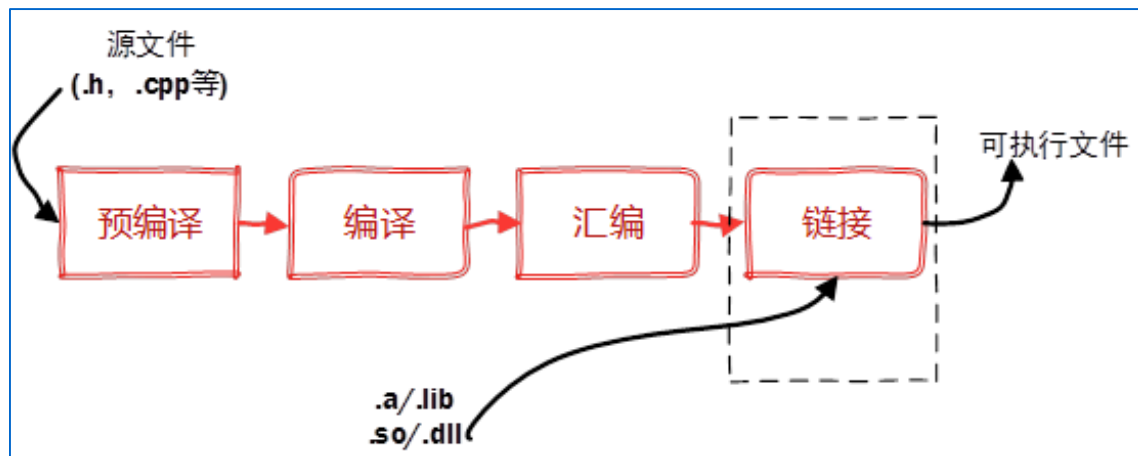 源文件
(.h，.cpp等)
预编译
编译
汇编
链接
可执行文件
.a/.lib
.so/.dll